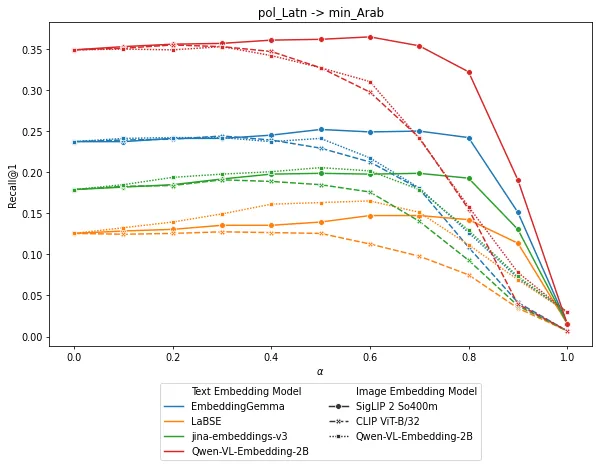 pol_Latn -> min_Arab
Recall@1
0.35
0.30
0.25
0.20
0.15
0.10
0.05
0.00
0.0 0.2 0.4 0.6 0.8 1.0
α
Text Embedding Model Image Embedding Model
EmbeddingGemma SigLIP 2 So400m
LaBSE CLIP ViT-B/32
jina-embeddings-v3 Qwen-VL-Embedding-2B
Qwen-VL-Embedding-2B